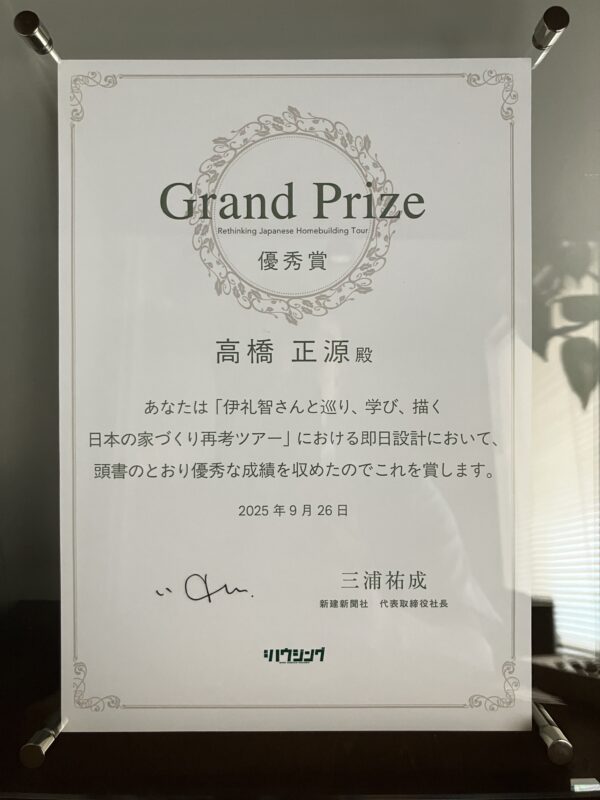 Grand Prize
Rethinking Japanese Homebuilding Tour
優秀賞
高橋 正源 殿
あなたは「伊礼智さんと巡り、学び、描く
日本の家づくり再考ツアー」における即日設計において、
頭書のとおり優秀な成績を収めたのでこれを賞します。
2025年9月26日
三浦祐成
新建新聞社 代表取締役社長
ハウジング